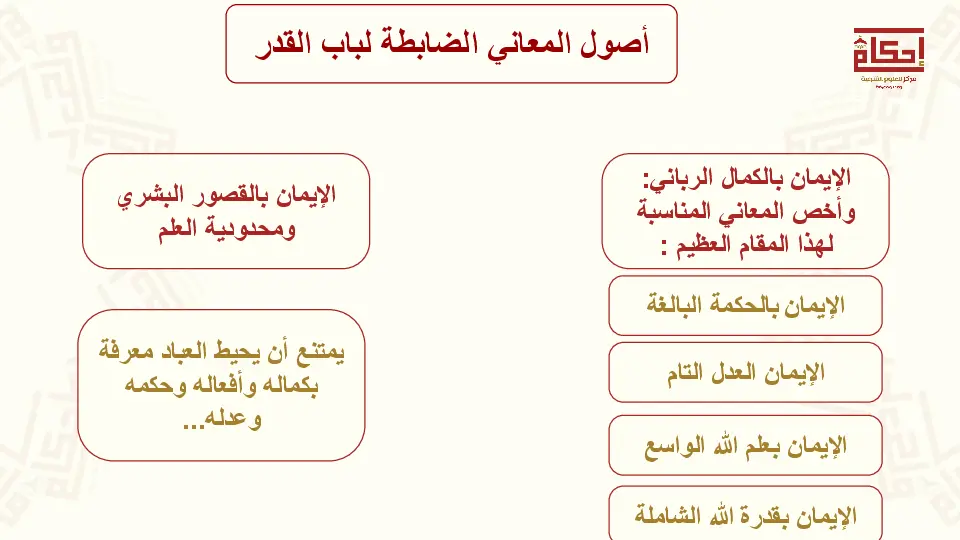 أصول المعاني الضابطة لباب القدر
إحكام
مركز للعلوم الشرعية
الإيمان بالكمال الرباني:
وأخص المعاني المناسبة
لهذا المقام العظيم :
الإيمان بالحكمة البالغة
الإيمان العدل التام
الإيمان بعلم الله الواسع
الإيمان بقدرة الله الشاملة
الإيمان بالقصور البشري
ومحدودية العلم
يمتنع أن يحيط العباد معرفة
بكماله وأفعاله وحكمه
وعدله...